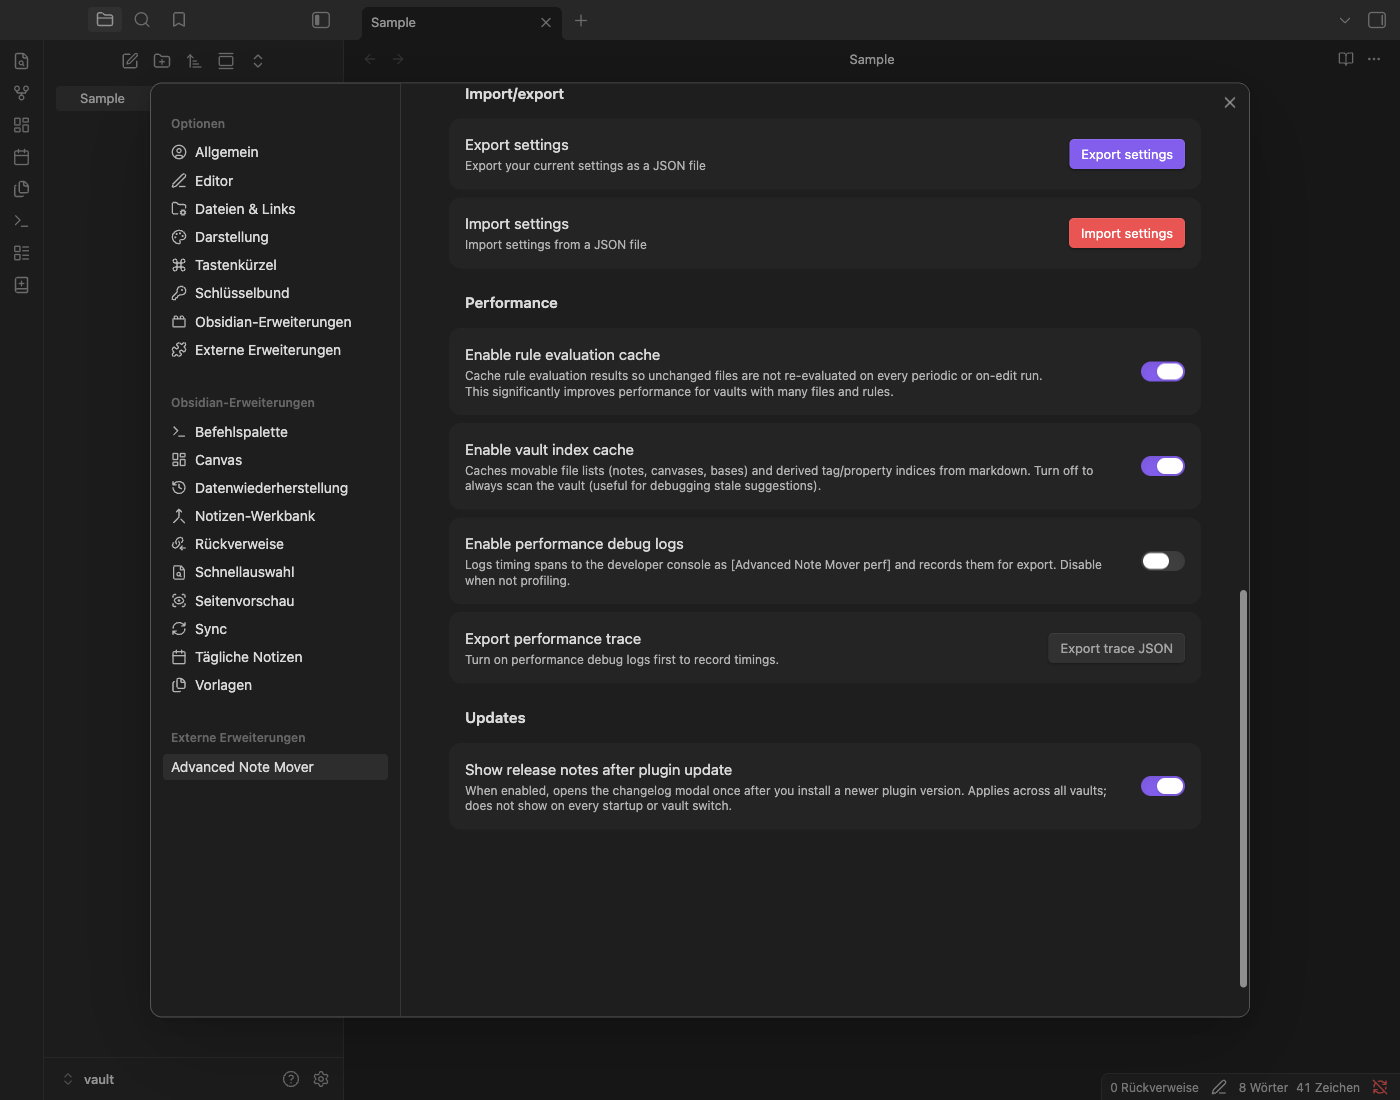 Sample
Sample
Sample
Optionen
Allgemein
Editor
Dateien & Links
Darstellung
Tastenkürzel
Schlüsselbund
Obsidian-Erweiterungen
Externe Erweiterungen
Obsidian-Erweiterungen
Befehlspalette
Canvas
Datenwiederherstellung
Notizen-Werkbank
Rückverweise
Schnellauswahl
Seitenvorschau
Sync
Tägliche Notizen
Vorlagen
Externe Erweiterungen
Advanced Note Mover
Import/export
Export settings
Export your current settings as a JSON file
Export settings
Import settings
Import settings from a JSON file
Import settings
Performance
Enable rule evaluation cache
Cache rule evaluation results so unchanged files are not re-evaluated on every periodic or on-edit run.
This significantly improves performance for vaults with many files and rules.
Enable vault index cache
Caches movable file lists (notes, canvases, bases) and derived tag/property indices from markdown. Turn off to
always scan the vault (useful for debugging stale suggestions).
Enable performance debug logs
Logs timing spans to the developer console as [Advanced Note Mover perf] and records them for export. Disable
when not profiling.
Export performance trace
Turn on performance debug logs first to record timings.
Export trace JSON
Updates
Show release notes after plugin update
When enabled, opens the changelog modal once after you install a newer plugin version. Applies across all vaults;
does not show on every startup or vault switch.
vault
0 Rückverweise
8 Wörter
41 Zeichen